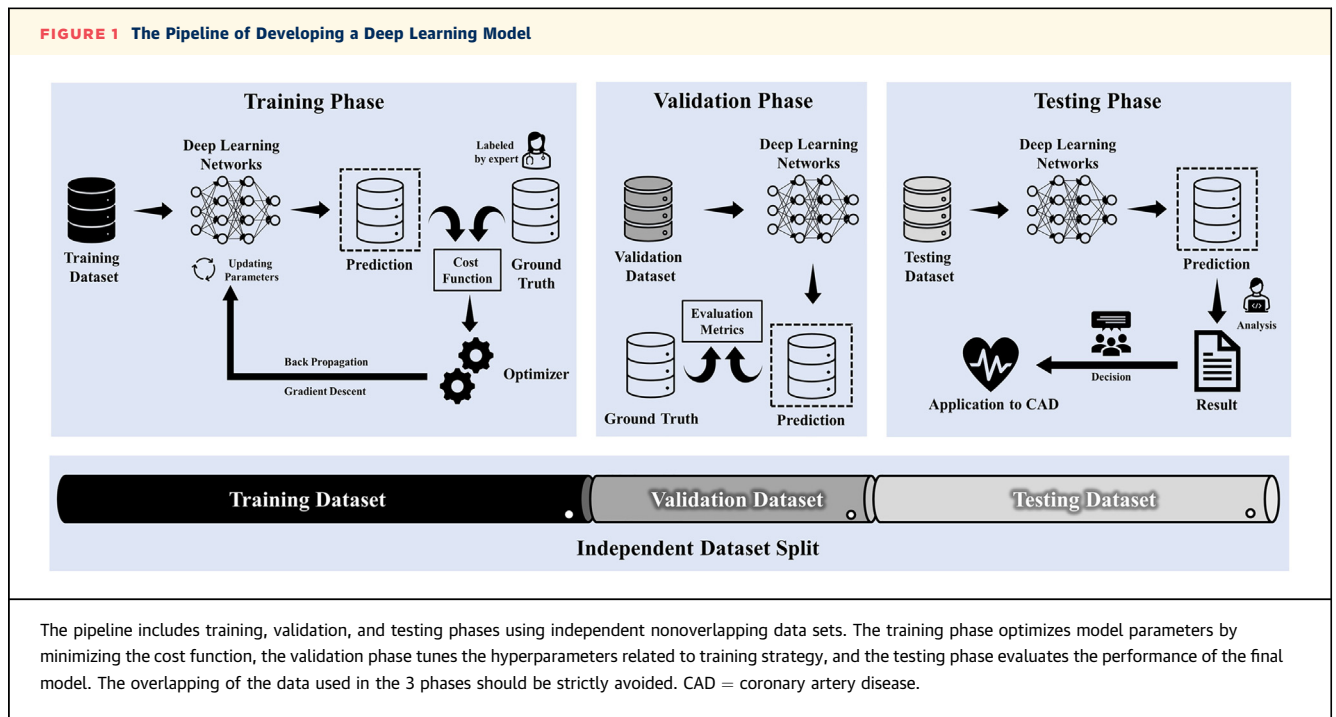 FIGURE 1 The Pipeline of Developing a Deep Learning Model
Training Phase
Deep Learning
Networks
Labeled
by expert
Training
Dataset
Updating
Parameters
Prediction
Cost
Function
Ground
Truth
Back Propagation
Gradient Descent
Optimizer
Validation Phase
Deep Learning
Networks
Validation
Dataset
Evaluation
Metrics
Ground Truth
Prediction
Testing Phase
Deep Learning
Networks
Testing
Dataset
Prediction
Analysis
Decision
Application to CAD
Result
Training Dataset
Validation Dataset
Testing Dataset
Independent Dataset Split
The pipeline includes training, validation, and testing phases using independent nonoverlapping data sets. The training phase optimizes model parameters by
minimizing the cost function, the validation phase tunes the hyperparameters related to training strategy, and the testing phase evaluates the performance of the final
model. The overlapping of the data used in the 3 phases should be strictly avoided. CAD = coronary artery disease.